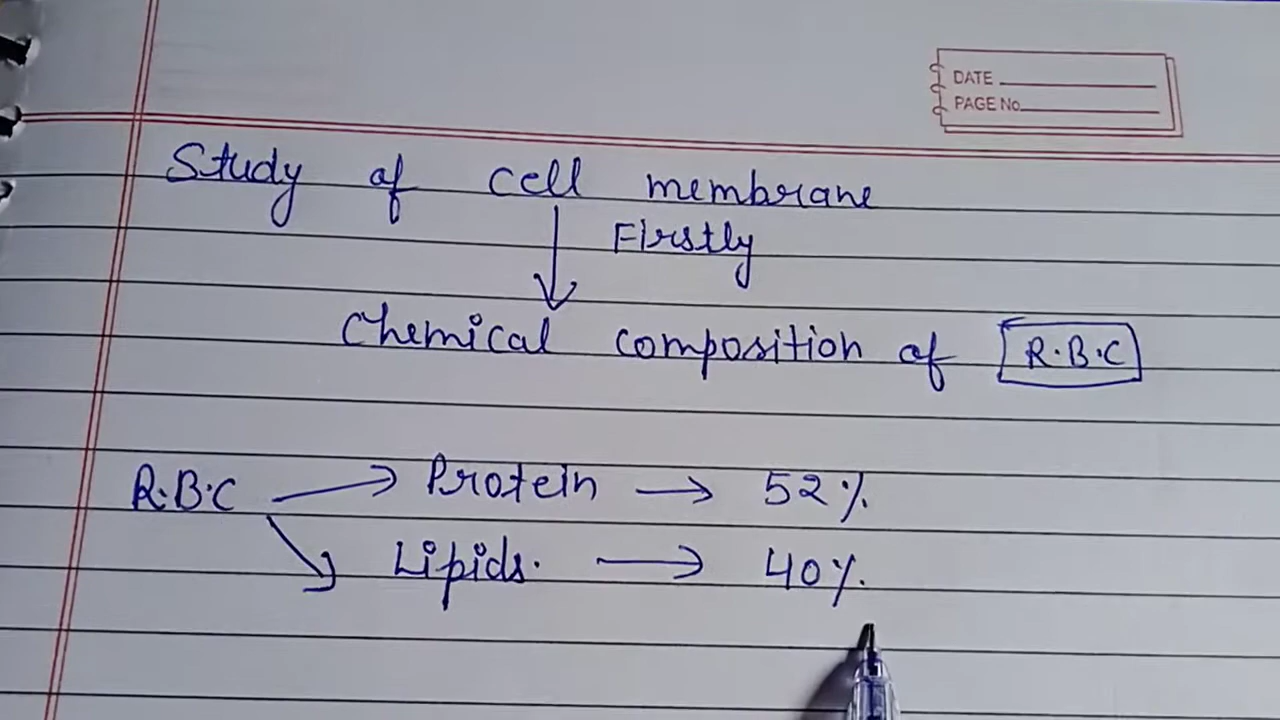 DATE
PAGE No.
Study of cell membrane
Firstly
Chemical composition of R.B.C
R.B.C → Protein → 52%
Lipids. → 40%